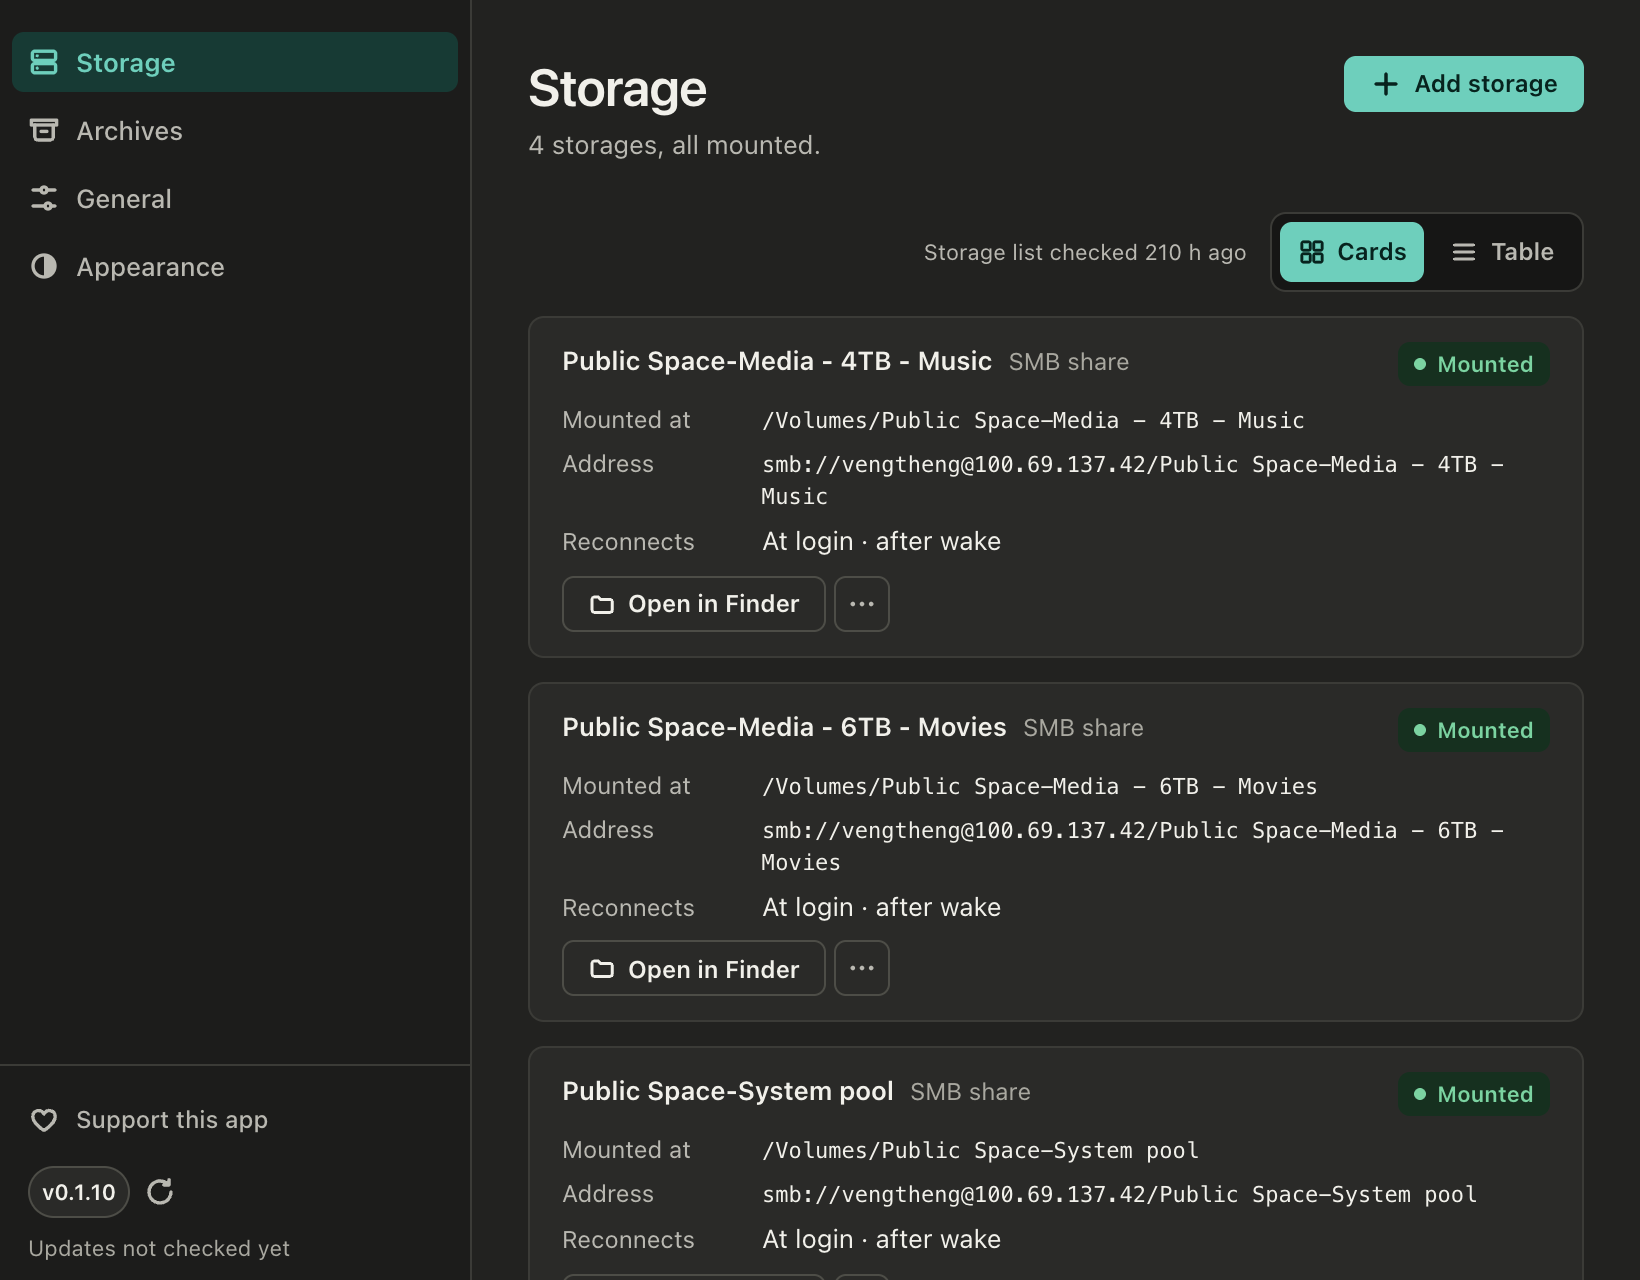 Storage
Archives
General
Appearance
Support this app
v0.1.10
Updates not checked yet
Storage
4 storages, all mounted.
Add storage
Storage list checked 210 h ago
Cards
Table
Public Space-Media - 4TB - Music SMB share
Mounted
Mounted at /Volumes/Public Space-Media - 4TB - Music
Address smb://vengtheng@100.69.137.42/Public Space-Media - 4TB -
Music
Reconnects At login · after wake
Open in Finder
Public Space-Media - 6TB - Movies SMB share
Mounted
Mounted at /Volumes/Public Space-Media - 6TB - Movies
Address smb://vengtheng@100.69.137.42/Public Space-Media - 6TB -
Movies
Reconnects At login · after wake
Open in Finder
Public Space-System pool SMB share
Mounted
Mounted at /Volumes/Public Space-System pool
Address smb://vengtheng@100.69.137.42/Public Space-System pool
Reconnects At login · after wake